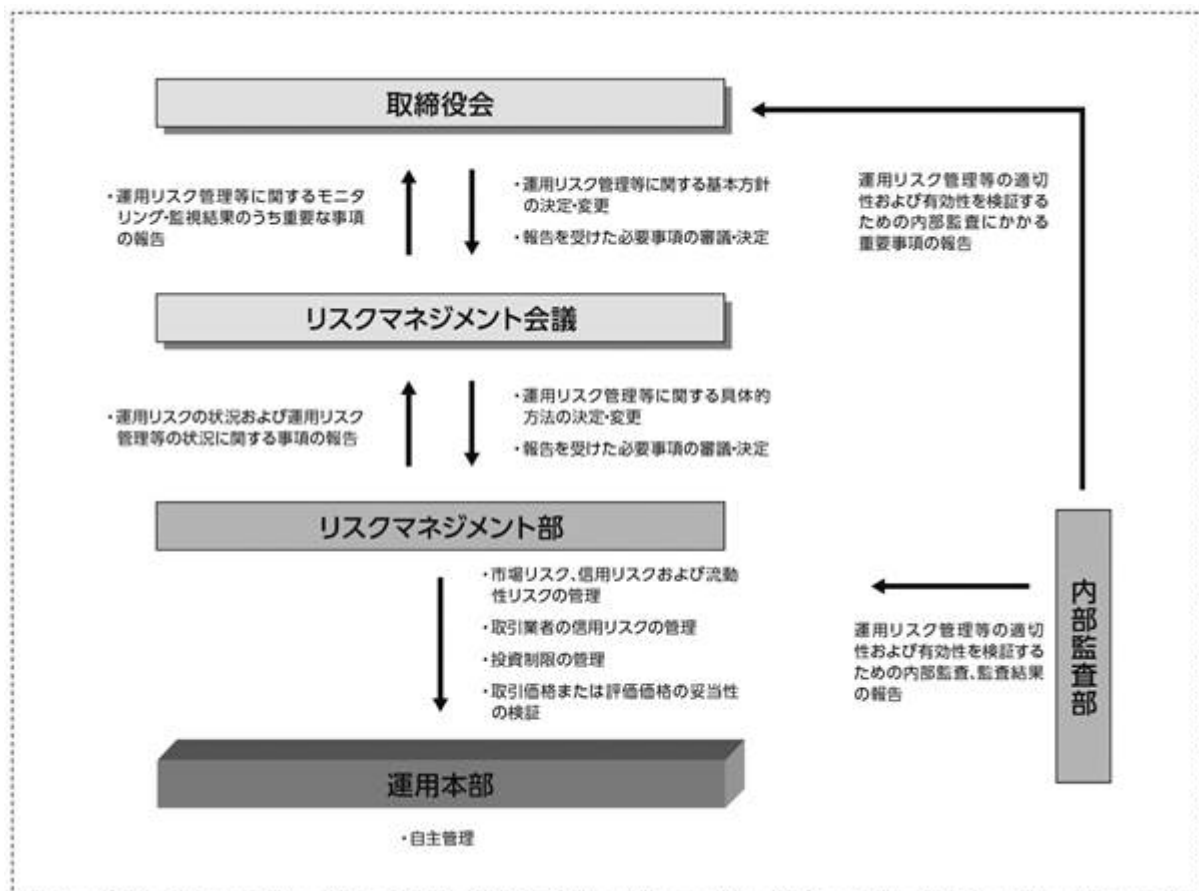 取締役会
・運用リスク管理等に関するモニタ
リング・監視結果のうち重要な事項
の報告
・運用リスク管理等に関する基本方針
の決定・変更
・報告を受けた必要事項の審議・決定
運用リスク管理等の適切
性および有効性を検証する
ための内部監査にかかる
重要事項の報告
リスクマネジメント会議
・運用リスクの状況および運用リスク
管理等の状況に関する事項の報告
・運用リスク管理等に関する具体的
方法の決定・変更
・報告を受けた必要事項の審議・決定
リスクマネジメント部
・市場リスク、信用リスクおよび流動
性リスクの管理
・取引業者の信用リスクの管理
・投資制限の管理
・取引価格または評価価格の妥当性
の検証
運用リスク管理等の適切
性および有効性を検証する
ための内部監査、監査結果
の報告
内部監査部
運用本部
・自主管理